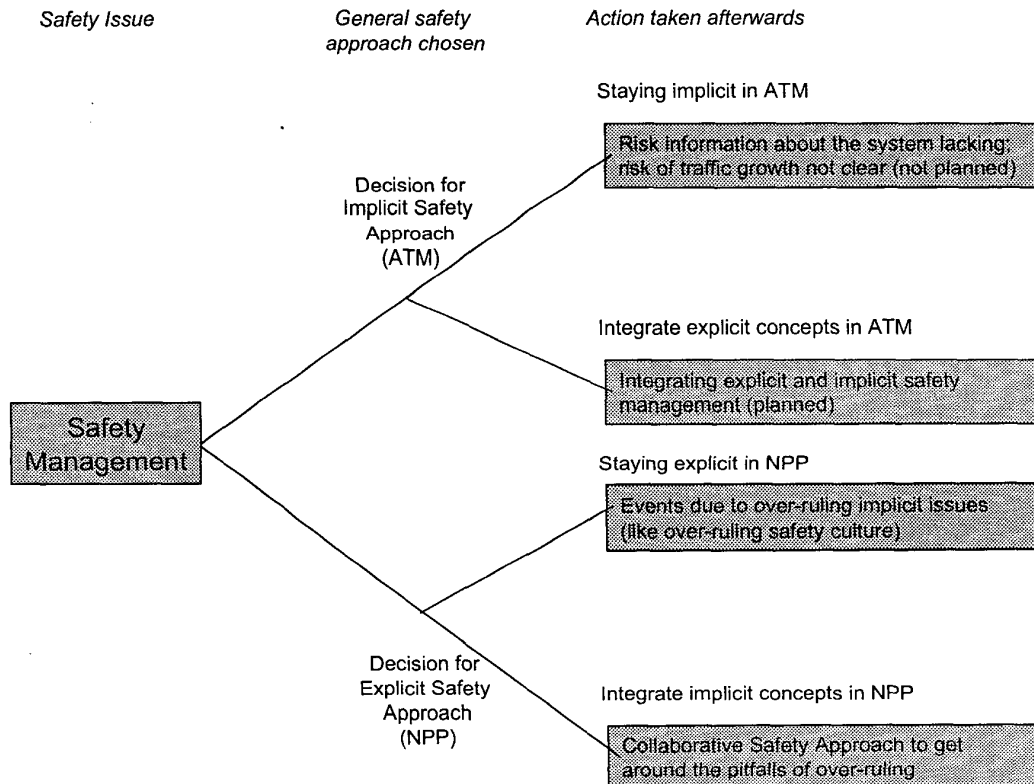 Safety Issue
General safety
approach chosen
Action taken afterwards
Staying implicit in ATM
Risk information about the system lacking;
risk of traffic growth not clear (not planned)
Decision for
Implicit Safety
Approach
(ATM)
Integrate explicit concepts in ATM
Integrating explicit and implicit safety
management (planned)
Safety
Management
Staying explicit in NPP
Events due to over-ruling implicit issues
(like over-ruling safety culture)
Decision for
Explicit Safety
Approach
(NPP)
Integrate implicit concepts in NPP
Collaborative Safety Approach to get
around the pitfalls of over-ruling